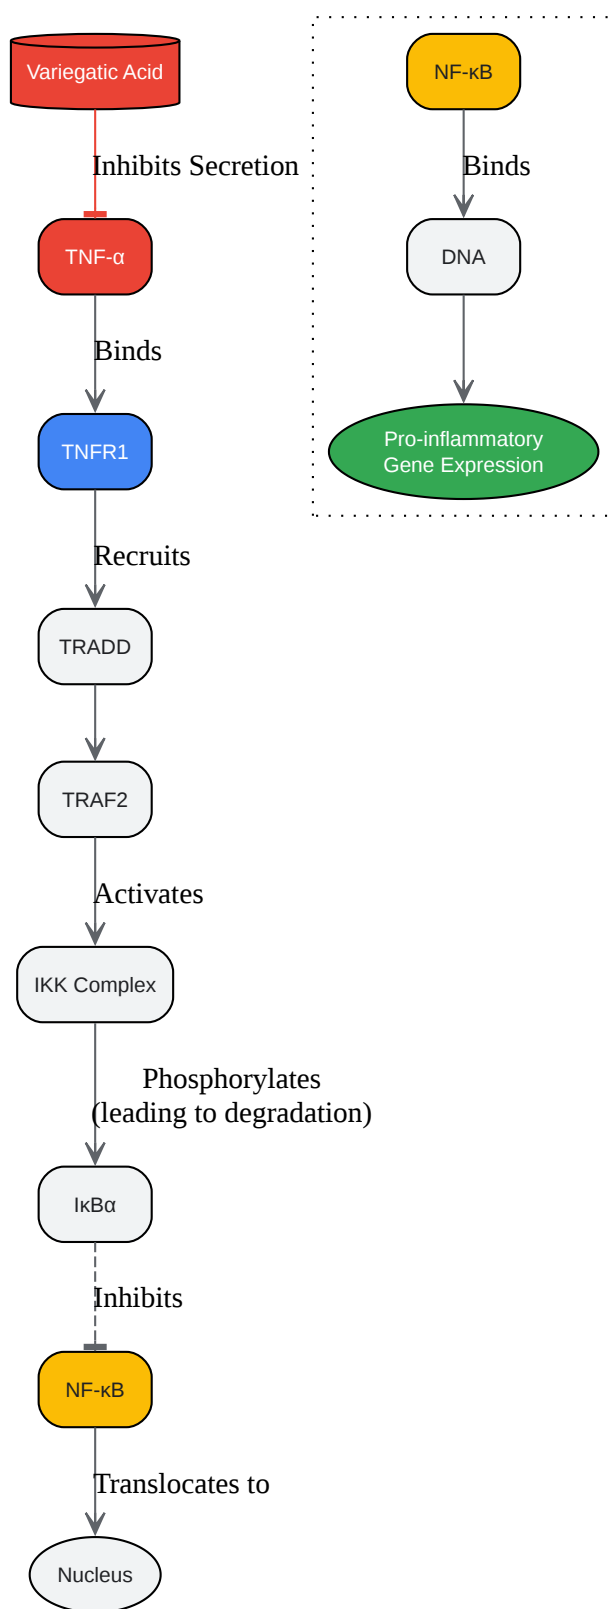 Variegatic Acid
Inhibits Secretion
TNF-α
Binds
TNFR1
Recruits
TRADD
TRAF2
Activates
IKK Complex
Phosphorylates
(leading to degradation)
IκBα
Inhibits
NF-κB
Translocates to
Nucleus
NF-κB
Binds
DNA
Pro-inflammatory
Gene Expression